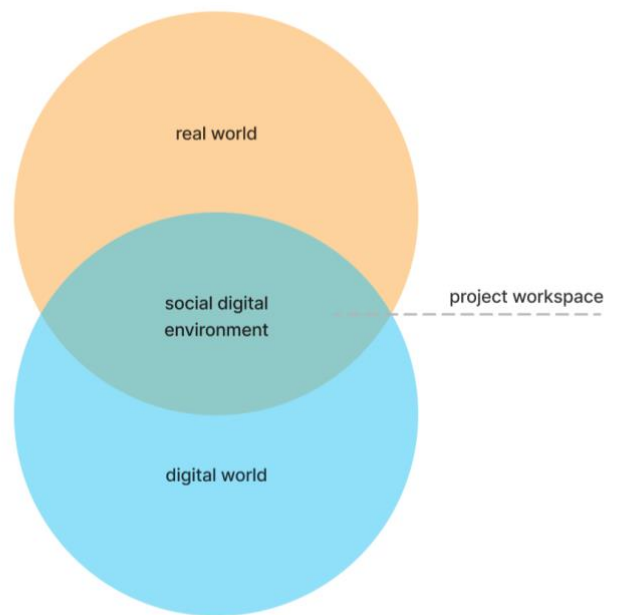 real world
social digital
environment
project workspace
digital world